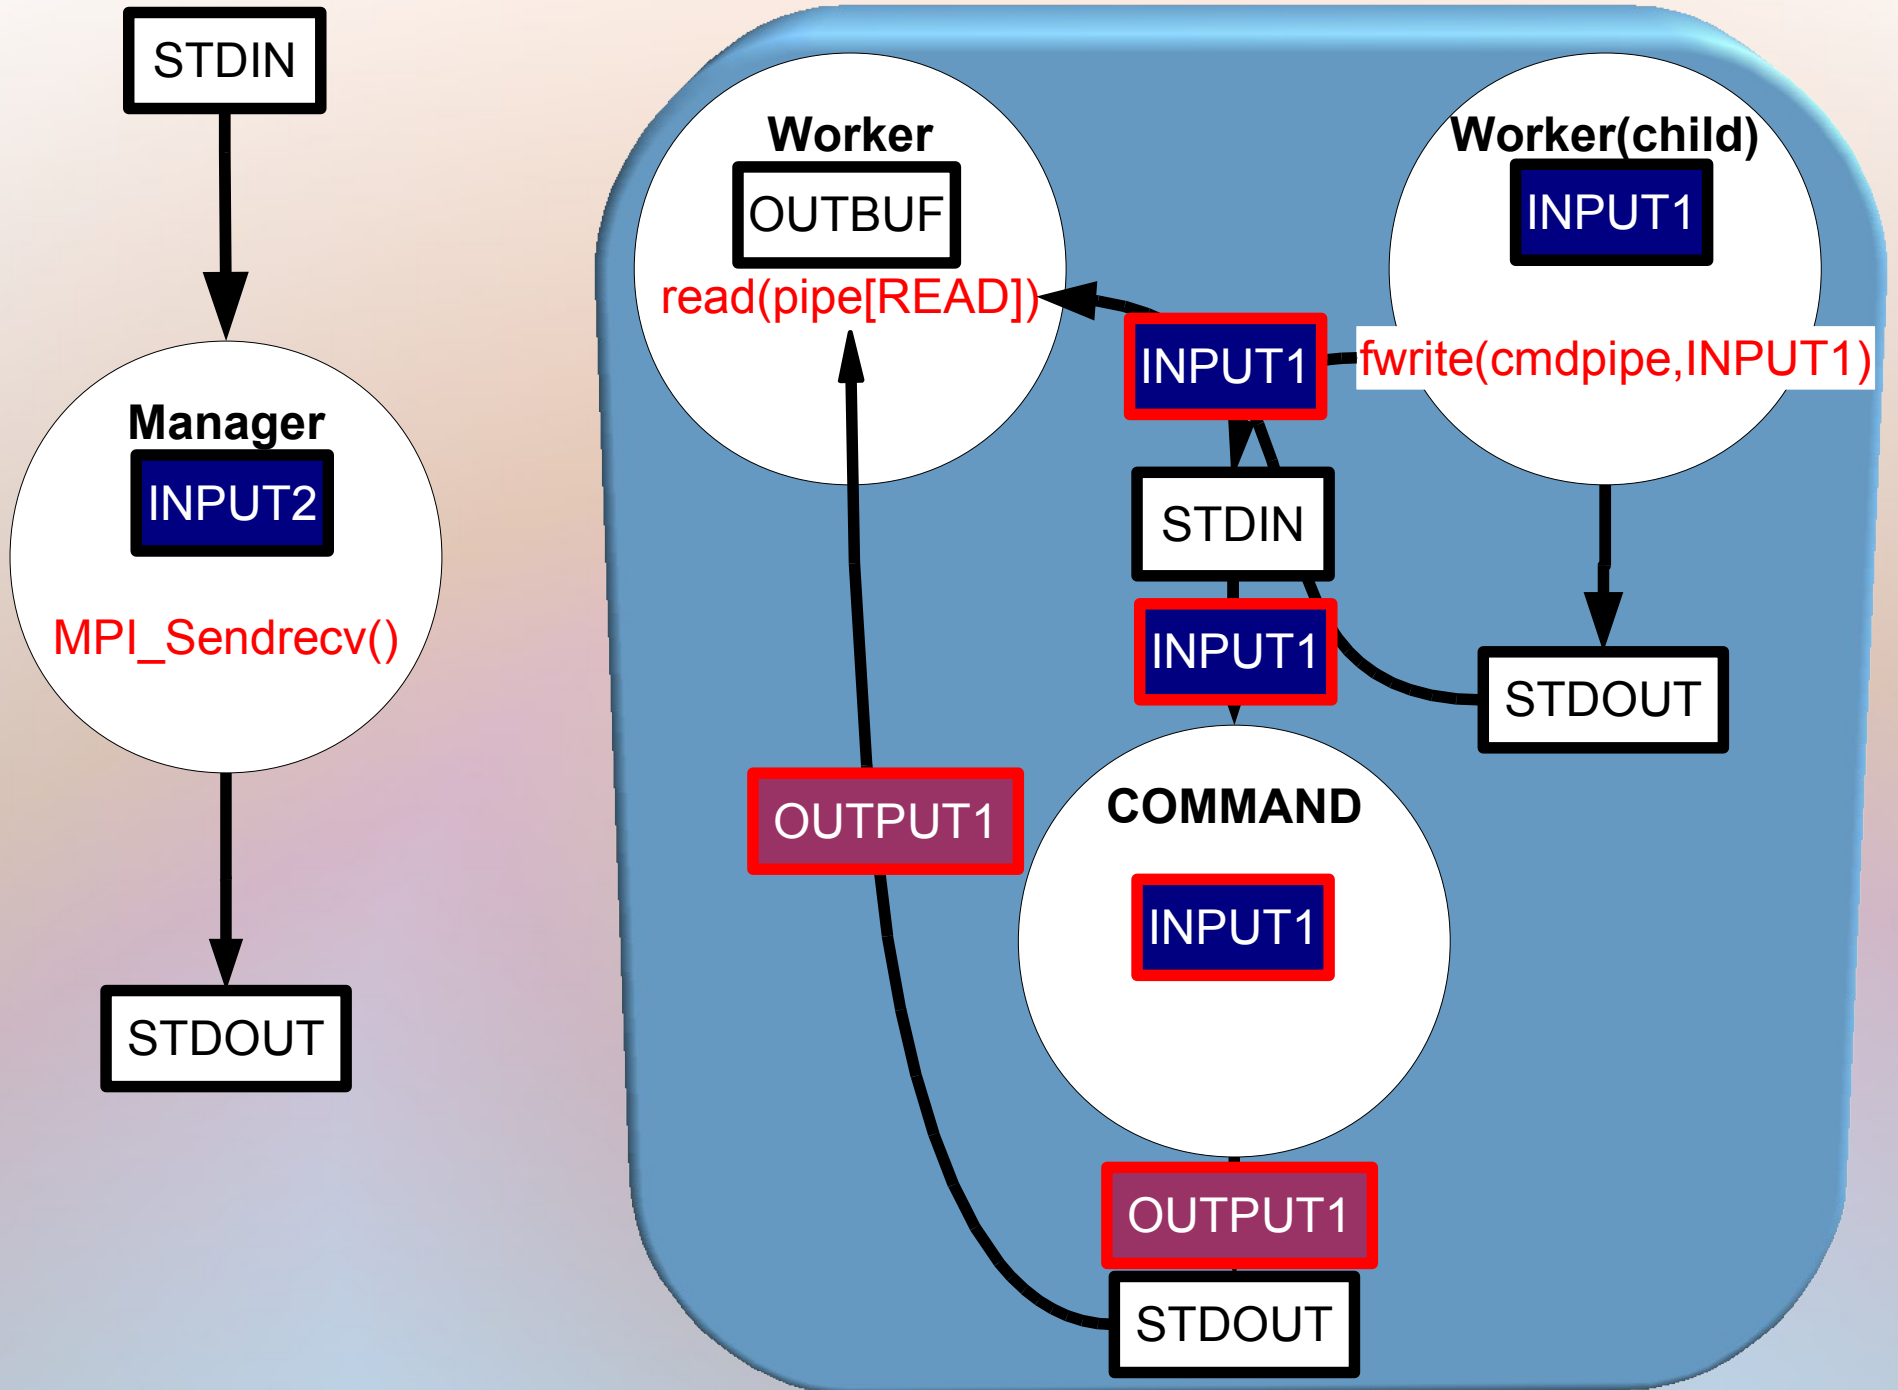 STDIN
Manager
INPUT2
MPI_Sendrecv()
STDOUT
Worker
OUTBUF
read(pipe[READ])
Worker(child)
INPUT1
fwrite(cmdpipe,INPUT1)
INPUT1
STDIN
INPUT1
STDOUT
OUTPUT1
COMMAND
INPUT1
OUTPUT1
STDOUT